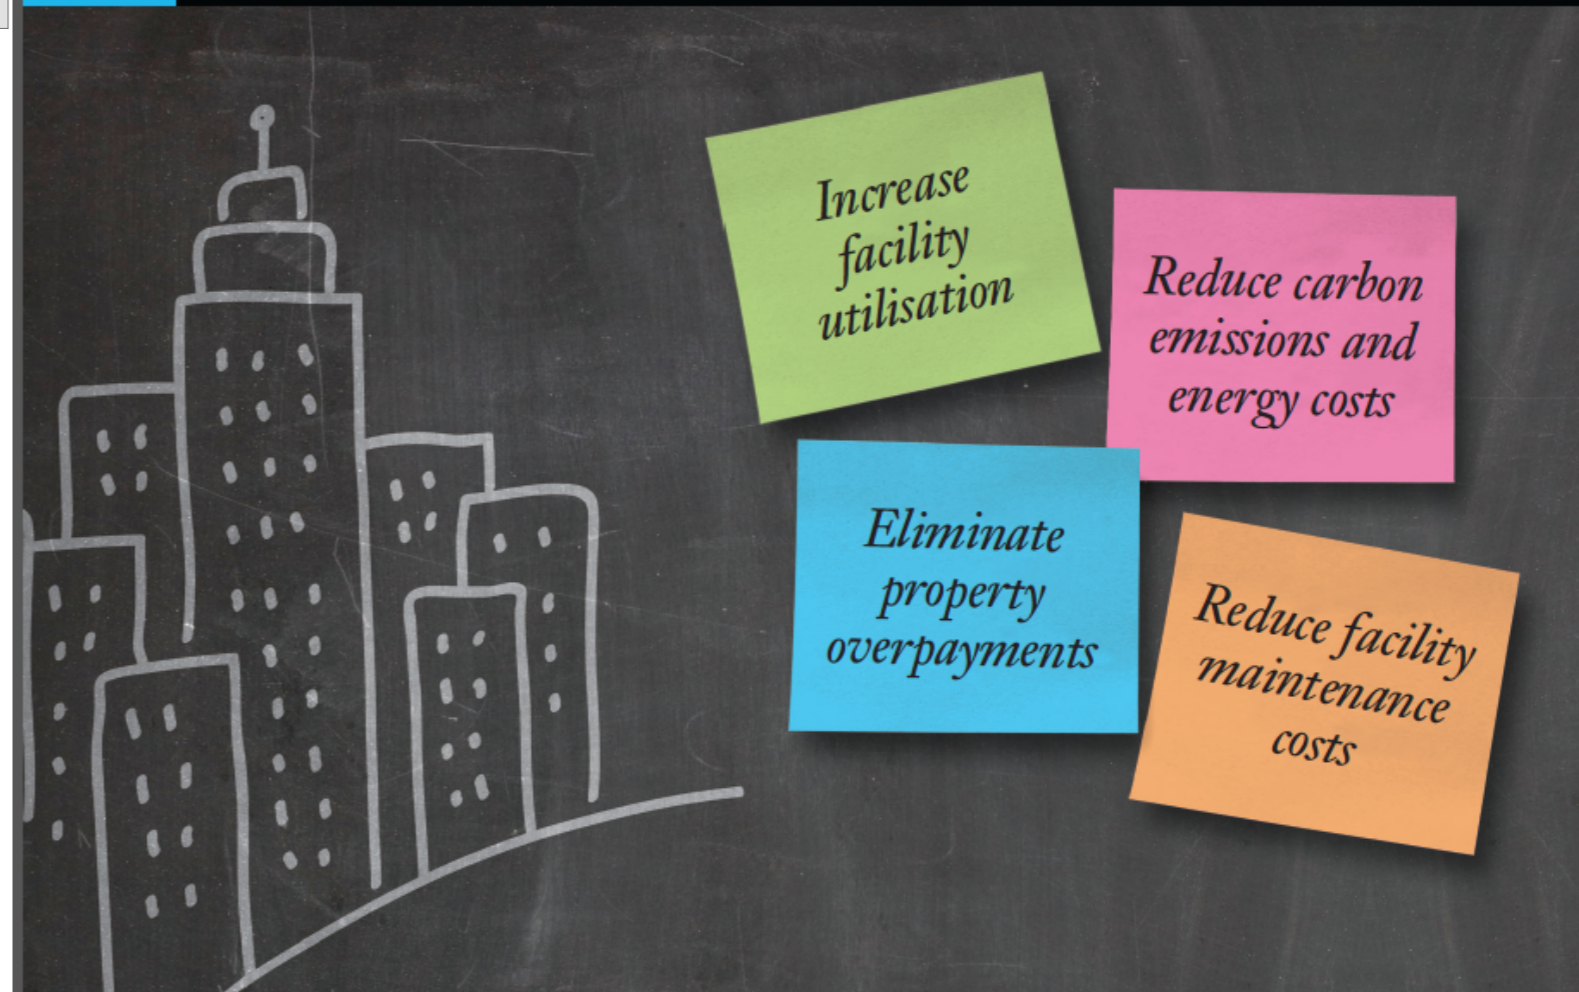 Increase
facility
utilisation
Reduce carbon
emissions and
energy costs
Eliminate
property
overpayments
Reduce facility
maintenance
costs